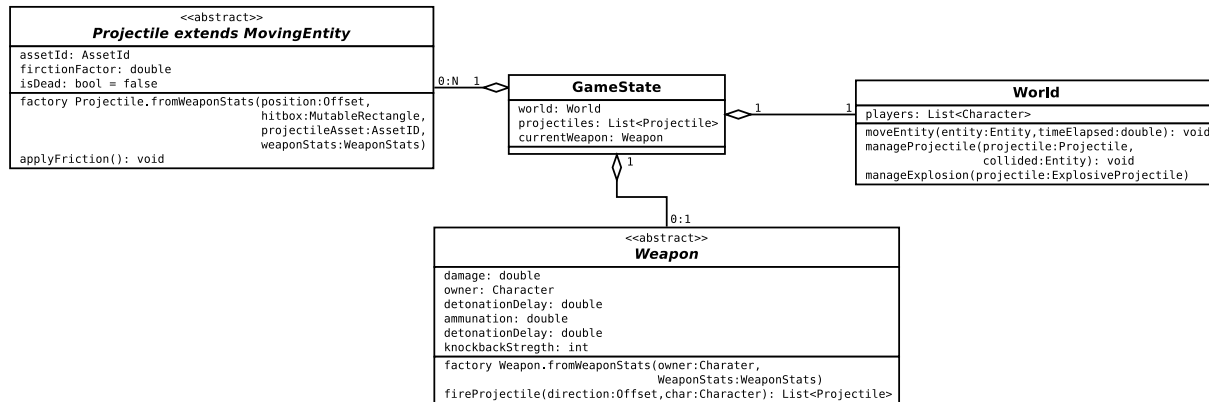 <<abstract>>
Projectile extends MovingEntity
assetId: AssetId
firctionFactor: double
isDead: bool = false
factory Projectile.fromWeaponStats(position:Offset,
hitbox:MutableRectangle,
projectileAsset:AssetID,
weaponStats:WeaponStats)
applyFriction(): void
0:N 1
GameState
world: World
projectiles: List<Projectile>
currentWeapon: Weapon
1 1
World
players: List<Character>
moveEntity(entity:Entity,timeElapsed:double): void
manageProjectile(projectile:Projectile,
collided:Entity): void
manageExplosion(projectile:ExplosiveProjectile)
1
0:1
<<abstract>>
Weapon
damage: double
owner: Character
detonationDelay: double
ammunation: double
detonationDelay: double
knockbackStregth: int
factory Weapon.fromWeaponStats(owner:Charater,
WeaponStats:WeaponStats)
fireProjectile(direction:Offset,char:Character): List<Projectile>